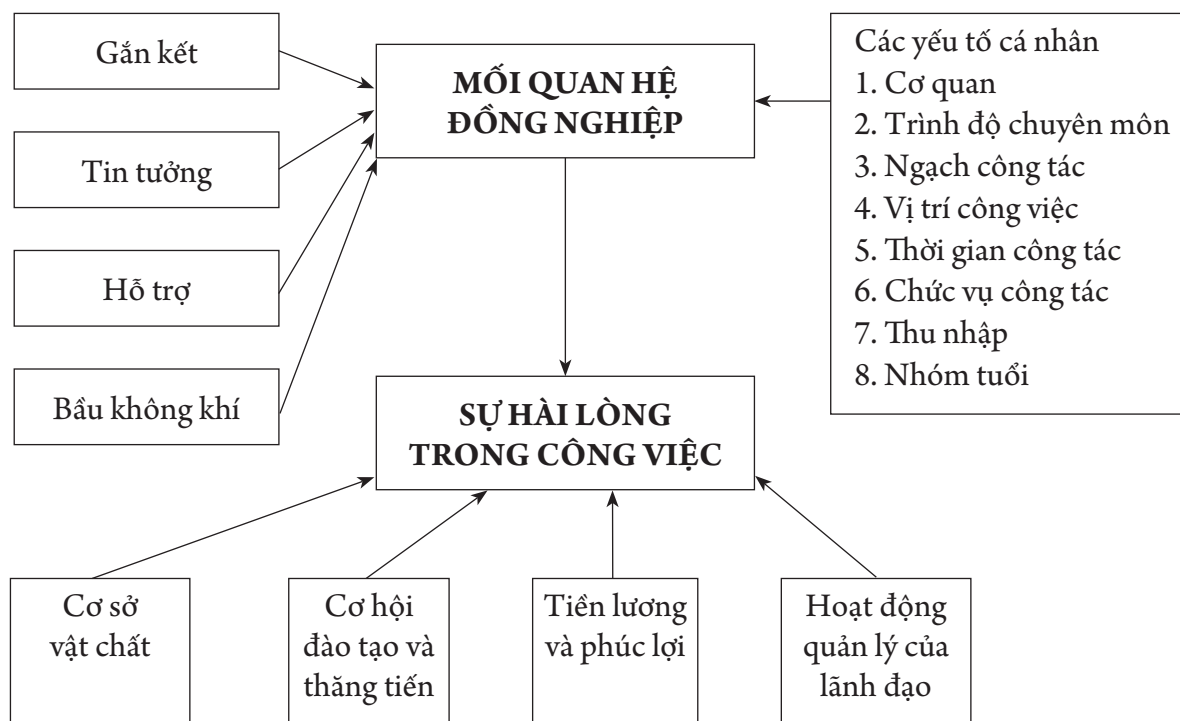 Gắn kết
Tin tưởng
Hỗ trợ
Bầu không khí
MỐI QUAN HỆ
ĐỒNG NGHIỆP
Các yếu tố cá nhân
1. Cơ quan
2. Trình độ chuyên môn
3. Ngạch công tác
4. Vị trí công việc
5. Thời gian công tác
6. Chức vụ công tác
7. Thu nhập
8. Nhóm tuổi
SỰ HÀI LÒNG
TRONG CÔNG VIỆC
Cơ sở
vật chất
Cơ hội
đào tạo và
thăng tiến
Tiền lương
và phúc lợi
Hoạt động
quản lý của
lãnh đạo